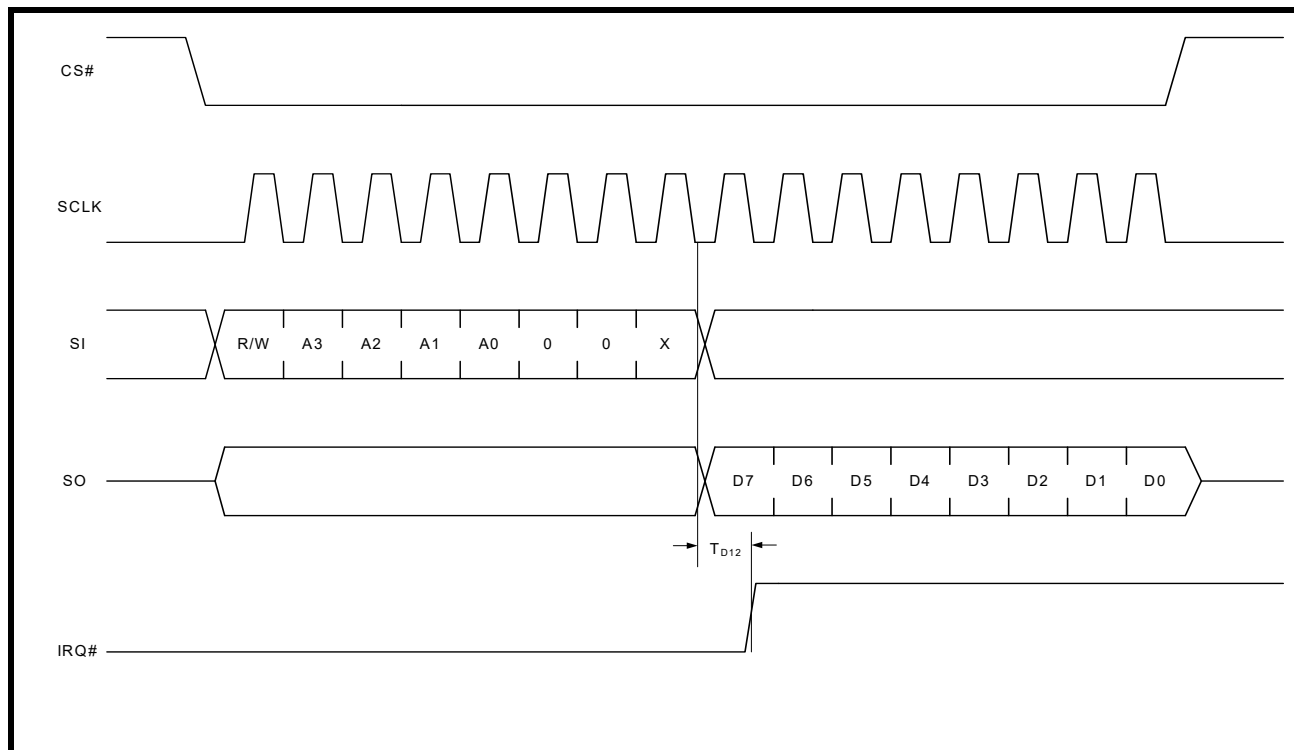 CS#
SCLK
SI R/W A3 A2 A1 A0 0 0 X
SO D7 D6 D5 D4 D3 D2 D1 D0
TD12
IRQ#